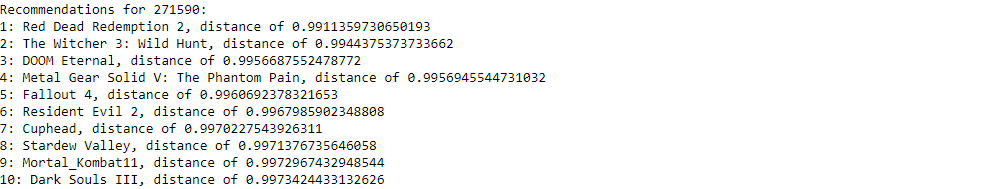 Recommendations for 271590:
1: Red Dead Redemption 2, distance of 0.9911359730650193
2: The Witcher 3: Wild Hunt, distance of 0.9944375373733662
3: DOOM Eternal, distance of 0.9956687552478772
4: Metal Gear Solid V: The Phantom Pain, distance of 0.9956945544731032
5: Fallout 4, distance of 0.9960692378321653
6: Resident Evil 2, distance of 0.9967985902348808
7: Cuphead, distance of 0.9970227543926311
8: Stardew Valley, distance of 0.9971376735646058
9: Mortal_Kombat11, distance of 0.9972967432948544
10: Dark Souls III, distance of 0.9973424433132626